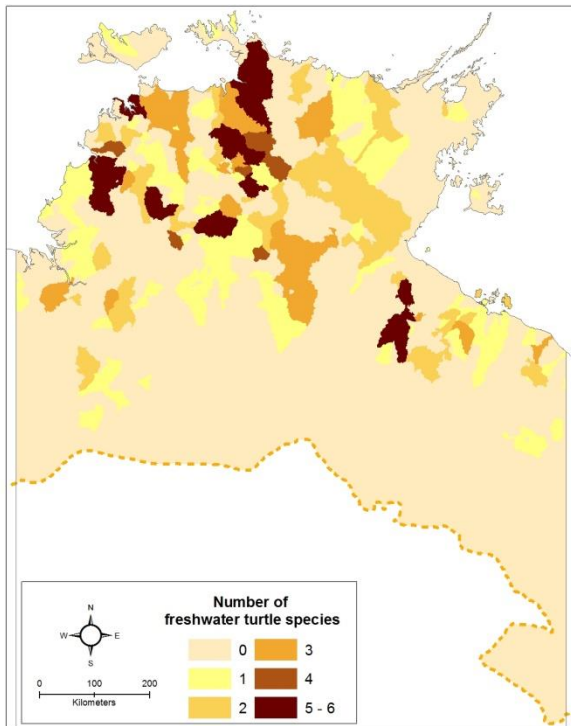 Number of
freshwater turtle species
0 3
1 4
2 5 - 6
N
W E
S
0 100 200
Kilometers